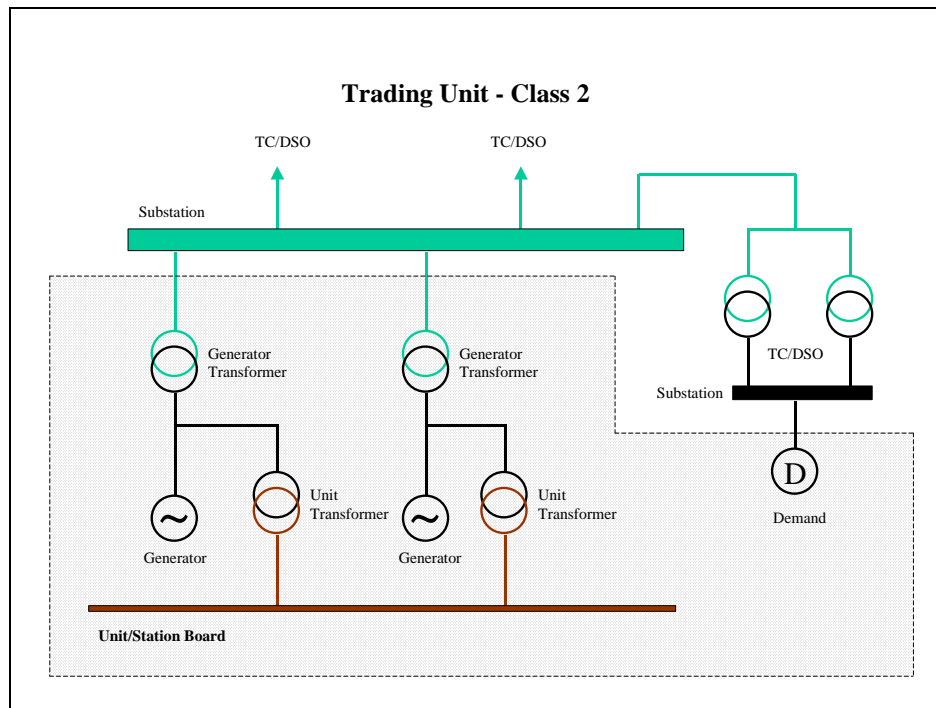 Trading Unit - Class 2
TC/DSO
TC/DSO
Substation
Generator
Transformer
Generator
Transformer
TC/DSO
Substation
D
Unit
Transformer
Unit
Transformer
Demand
Generator
Generator
Unit/Station Board